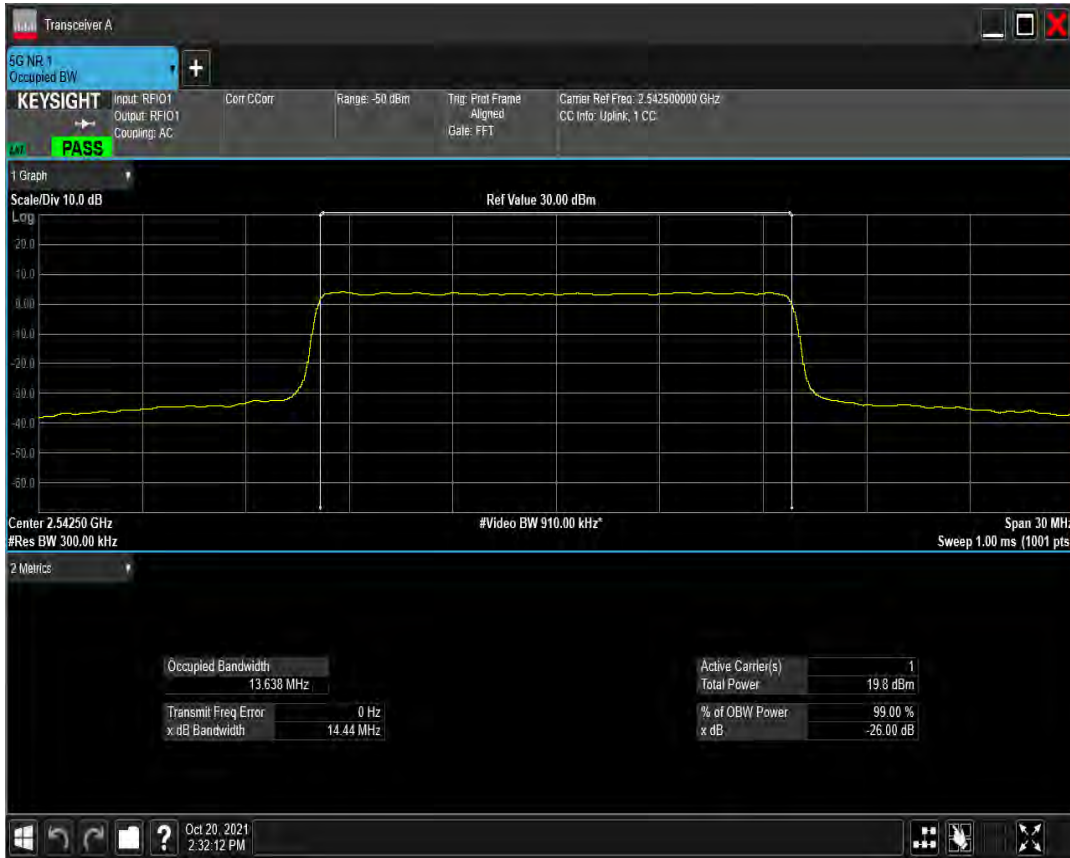 Transceiver A
5G NR 1
Occupied BW
+
KEYSIGHT
PASS
Input: RFIO1
Output: RFIO1
Coupling: AC
Corr CCorr
Range: -50 dBm
Trig: Prot Frame
Aligned
Gate: FFT
Carrier Ref Freq: 2.542500000 GHz
CC Info: Uplink, 1 CC
1 Graph
Scale/Div 10.0 dB
Ref Value 30.00 dBm
Log
20.0
10.0
0.00
-10.0
-20.0
-30.0
-40.0
-50.0
-60.0
Center 2.54250 GHz
#Video BW 910.00 kHz*
Span 30 MHz
#Res BW 300.00 kHz
Sweep 1.00 ms (1001 pts
2 Metrics
Occupied Bandwidth
13.638 MHz
Transmit Freq Error 0 Hz
x dB Bandwidth 14.44 MHz
Active Carrier(s) 1
Total Power 19.8 dBm
% of OBW Power 99.00 %
x dB -26.00 dB
?
Oct 20, 2021
2:32:12 PM